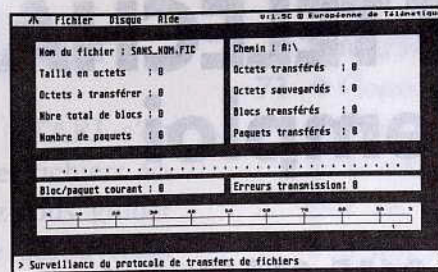 Fichier Disque Aide V:1.5C © Européenne de Télématique
Nom du fichier : SANS_NOM.FIC
Taille en octets : 0
Octets à transférer : 0
Nbre total de blocs : 0
Nombre de paquets : 0
Chemin : A:\
Octets transférés : 0
Octets sauvegardés : 0
Blocs transférés : 0
Paquets transférés : 0
Bloc/paquet courant : 0
Erreurs transmission: 0
> Surveillance du protocole de transfert de fichiers